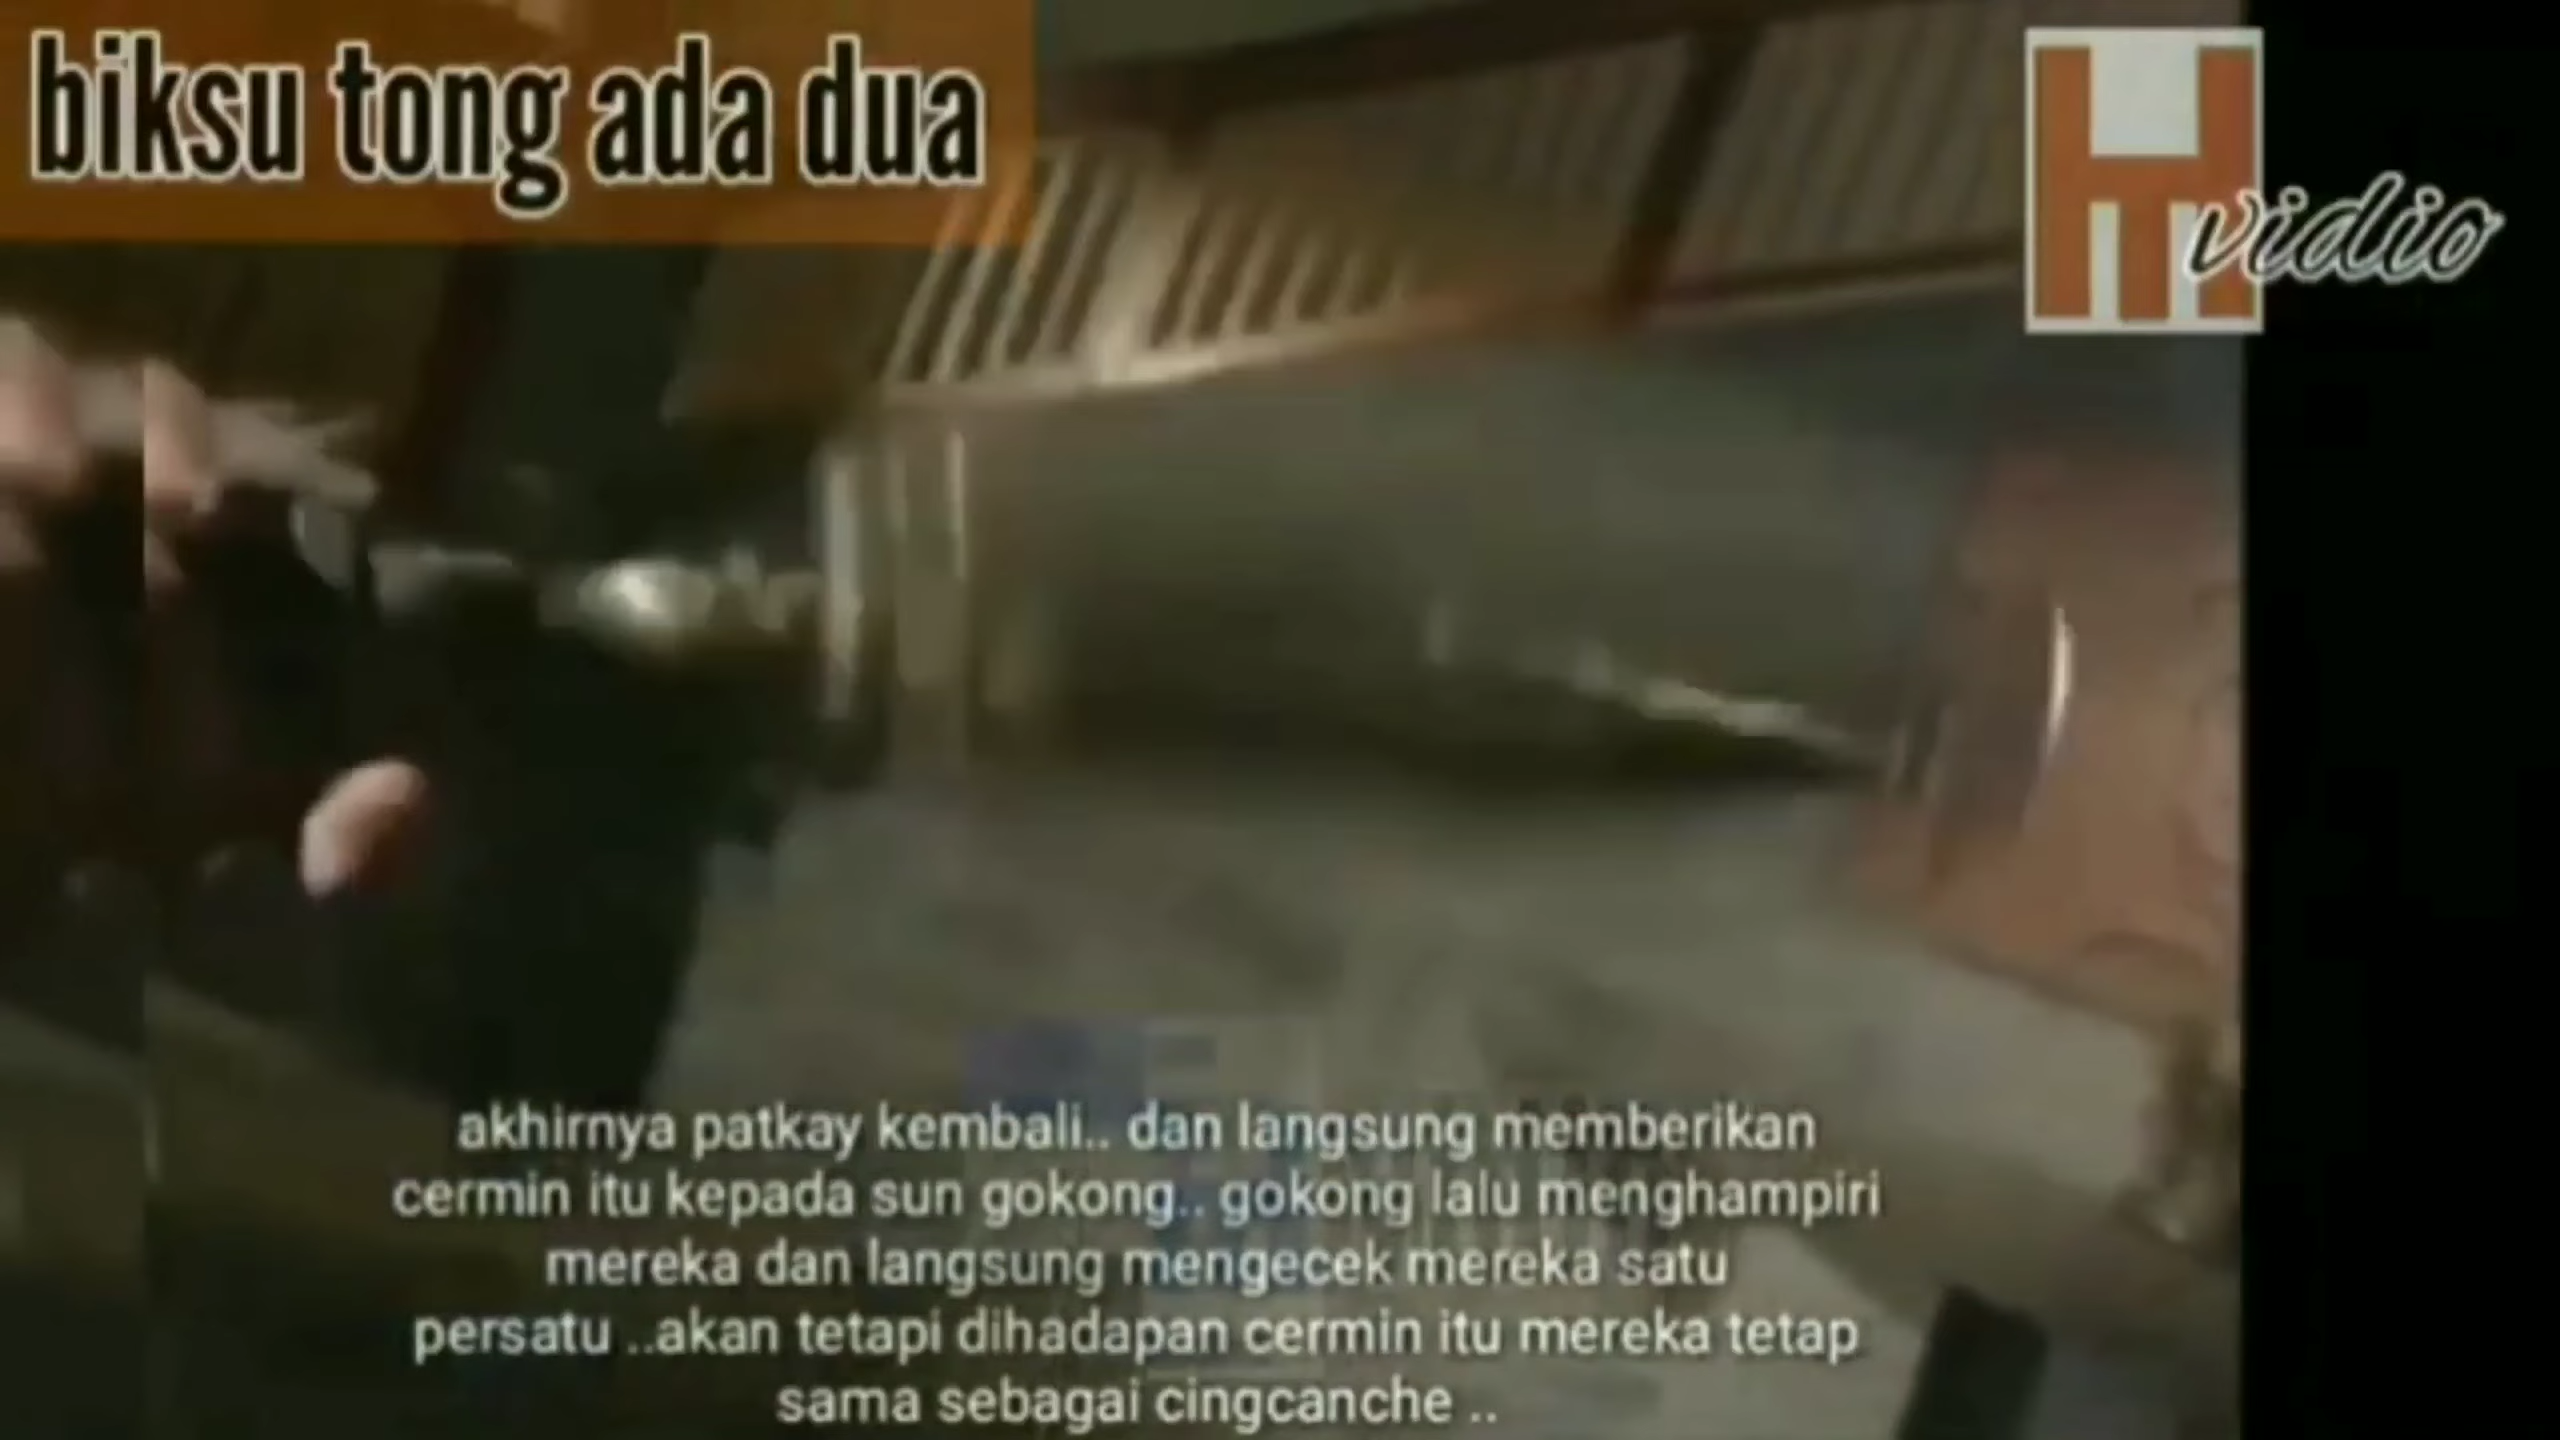 biksu tong ada dua
vidio
akhirnya patkay kembali.. dan langsung memberikan
cermin itu kepada sun gokong.. gokong lalu menghampiri
mereka dan langsung mengecek mereka satu
persatu ..akan tetapi dihadapan cermin itu mereka tetap
sama sebagai cingcanche ..